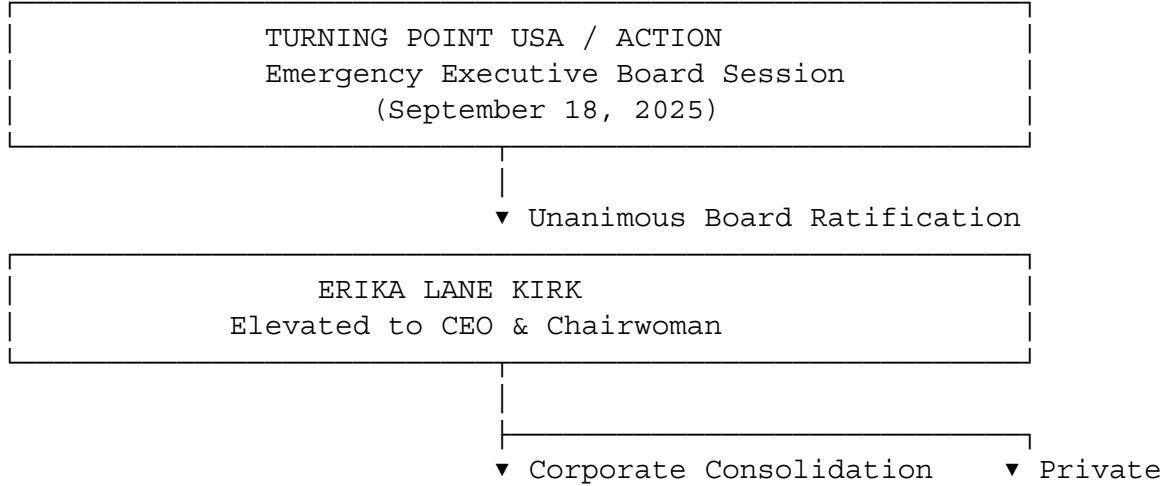 TURNING POINT USA / ACTION
Emergency Executive Board Session
(September 18, 2025)
▼ Unanimous Board Ratification
ERIKA LANE KIRK
Elevated to CEO & Chairwoman
▼ Corporate Consolidation ▼ Private